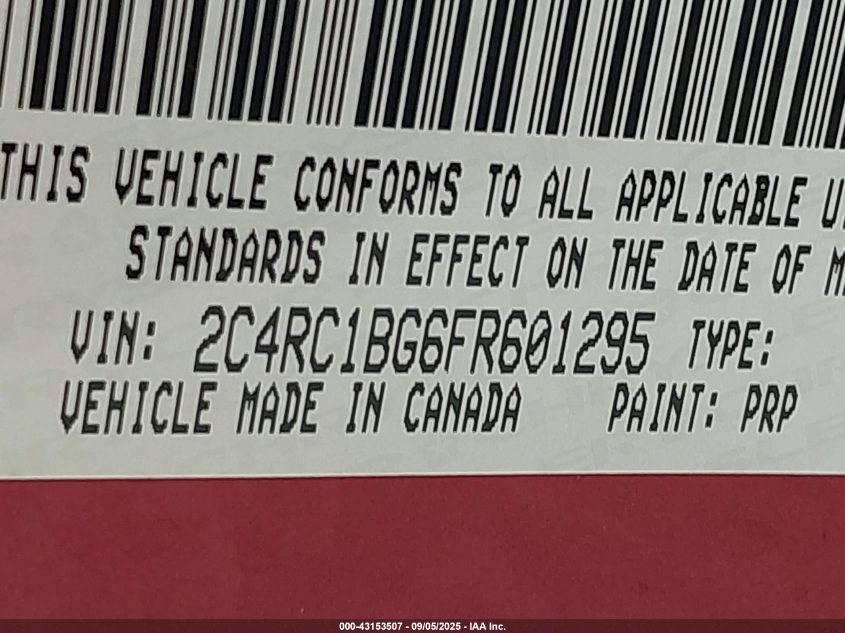 THIS VEHICLE CONFORMS TO ALL APPLICABLE
STANDARDS IN EFFECT ON THE DATE OF
VIN: 2C4RC1BG6FR601295 TYPE:
VEHICLE MADE IN CANADA PAINT: PRP
000-43153507 - 09/05/2025 - IAA Inc.